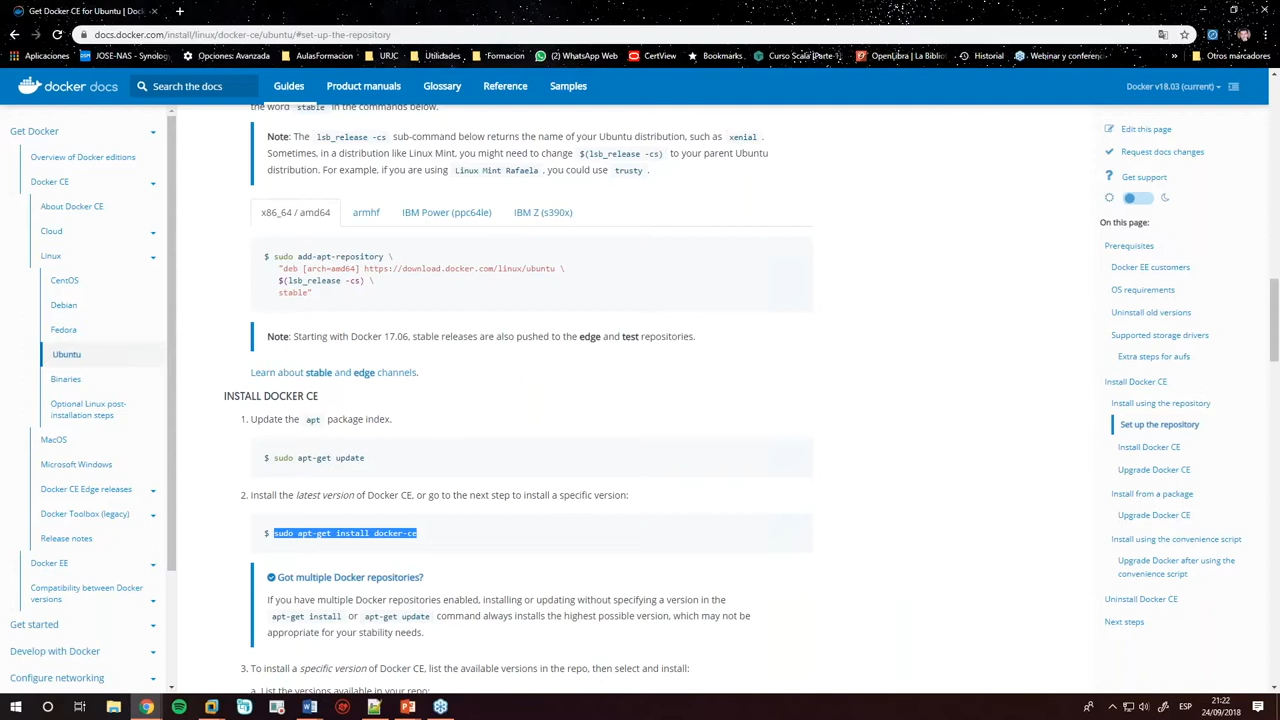 Get Docker CE for Ubuntu | Doc
docs.docker.com/install/linux/docker-ce/ubuntu/#set-up-the-repository
Aplicaciones JOSE-NAS - Synolog Opciones: Avanzada AulasFormacion URJC Utilidades +Formacion (2) WhatsApp Web CertView Bookmarks Curso Scala (Parte 1) OpenLibra | La Biblio Historial Webinar y conferenc » Otros marcadores
docker docs Search the docs Guides Product manuals Glossary Reference Samples Docker v18.03 (current)
Get Docker
Overview of Docker editions
Docker CE
About Docker CE
Cloud
Linux
CentOS
Debian
Fedora
Ubuntu
Binaries
Optional Linux post-
installation steps
MacOS
Microsoft Windows
Docker CE Edge releases
Docker Toolbox (legacy)
Release notes
Docker EE
Compatibility between Docker
versions
Get started
Develop with Docker
Configure networking
the word stable in the commands below.
Note: The lsb_release -cs sub-command below returns the name of your Ubuntu distribution, such as xenial .
Sometimes, in a distribution like Linux Mint, you might need to change $(lsb_release -cs) to your parent Ubuntu
distribution. For example, if you are using Linux Mint Rafaela , you could use trusty .
x86_64 / amd64 armhf IBM Power (ppc64le) IBM Z (s390x)
$ sudo add-apt-repository \
"deb [arch=amd64] https://download.docker.com/linux/ubuntu \
$(lsb_release -cs) \
stable"
Note: Starting with Docker 17.06, stable releases are also pushed to the edge and test repositories.
Learn about stable and edge channels.
INSTALL DOCKER CE
1. Update the apt package index.
$ sudo apt-get update
2. Install the latest version of Docker CE, or go to the next step to install a specific version:
$ sudo apt-get install docker-ce
Got multiple Docker repositories?
If you have multiple Docker repositories enabled, installing or updating without specifying a version in the
apt-get install or apt-get update command always installs the highest possible version, which may not be
appropriate for your stability needs.
3. To install a specific version of Docker CE, list the available versions in the repo, then select and install:
a. List the versions available in your repo:
Edit this page
Request docs changes
Get support
On this page:
Prerequisites
Docker EE customers
OS requirements
Uninstall old versions
Supported storage drivers
Extra steps for aufs
Install Docker CE
Install using the repository
Set up the repository
Install Docker CE
Upgrade Docker CE
Install from a package
Upgrade Docker CE
Install using the convenience script
Upgrade Docker after using the
convenience script
Uninstall Docker CE
Next steps
ESP
21:22
24/09/2018